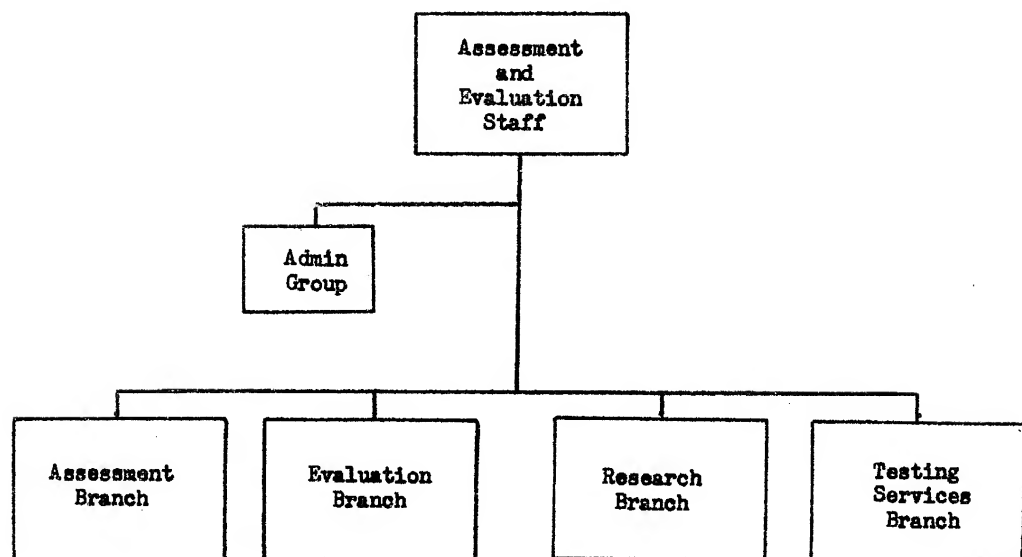 Assessment
and
Evaluation
Staff
Admin
Group
Assessment
Branch
Evaluation
Branch
Research
Branch
Testing
Services
Branch